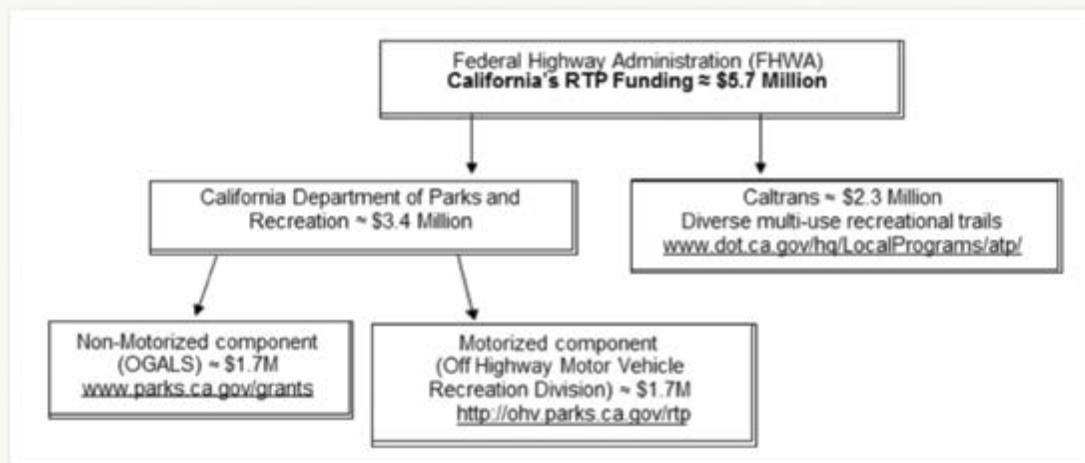 Federal Highway Administration (FHWA)
California's RTP Funding ≈ $5.7 Million
California Department of Parks and
Recreation ~ $3.4 Million
Caltrans ~ $2.3 Million
Diverse multi-use recreational trails
www.dot.ca.gov/hq/LocalPrograms/atp/
Non-Motorized component
(OGALS) ~ $1.7M
www.parks.ca.gov/grants
Motorized component
(Off Highway Motor Vehicle
Recreation Division) ~ $1.7M
http://ohv.parks.ca.gov/rtp